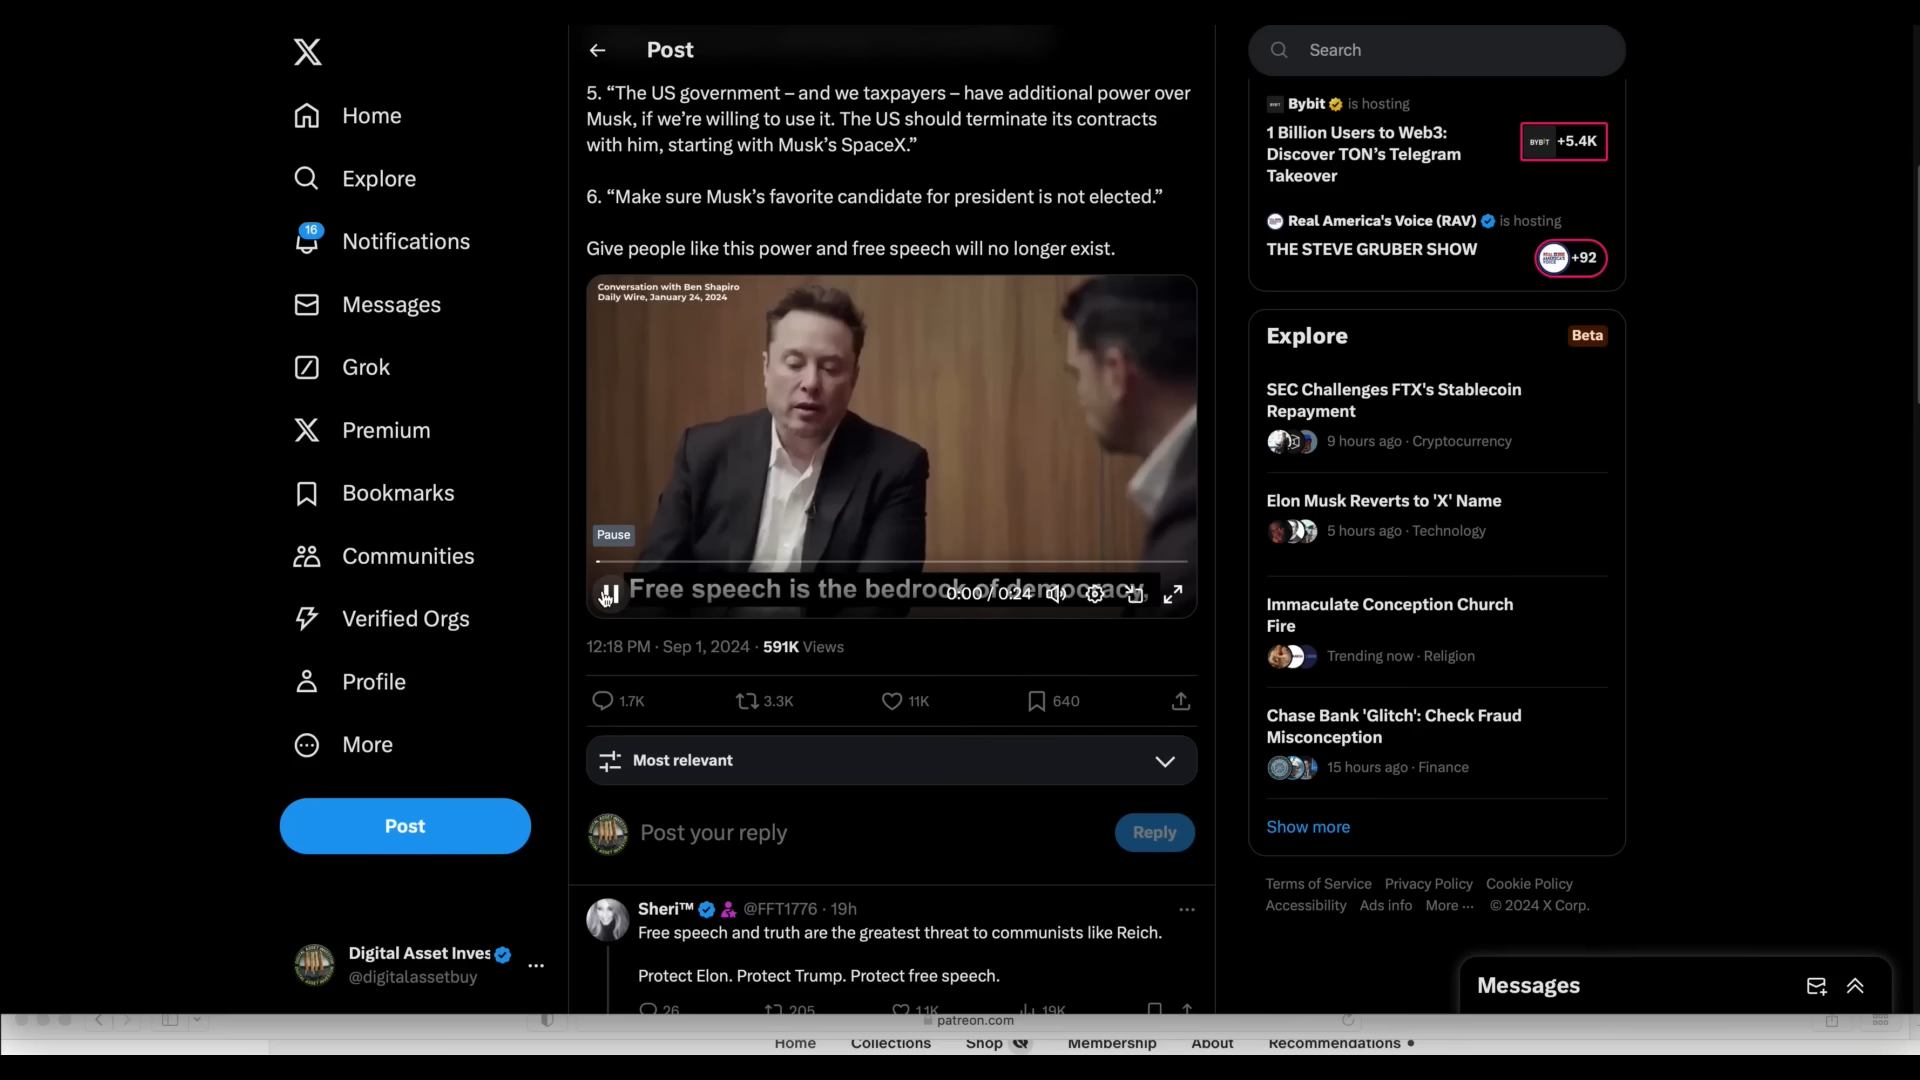 Home
Explore
16
Notifications
Messages
Grok
Premium
Bookmarks
Communities
Verified Orgs
Profile
More
Post
Digital Asset Inves
@digitalassetbuy
Post
5. “The US government – and we taxpayers – have additional power over
Musk, if we’re willing to use it. The US should terminate its contracts
with him, starting with Musk’s SpaceX.”
6. “Make sure Musk’s favorite candidate for president is not elected.”
Give people like this power and free speech will no longer exist.
Conversation with Ben Shapiro
Daily Wire, January 24, 2024
Pause
Free speech is the bedrock of democracy,
0:00 / 0:24
12:18 PM · Sep 1, 2024 · 591K Views
1.7K 3.3K 11K 640
Most relevant
Post your reply
Reply
Sheri™ @FFT1776 · 19h
Free speech and truth are the greatest threat to communists like Reich.
Protect Elon. Protect Trump. Protect free speech.
26 205 1.1K 19K
Search
Bybit is hosting
1 Billion Users to Web3:
Discover TON’s Telegram
Takeover
BYBIT +5.4K
Real America's Voice (RAV) is hosting
THE STEVE GRUBER SHOW
+92
Explore
Beta
SEC Challenges FTX's Stablecoin
Repayment
9 hours ago · Cryptocurrency
Elon Musk Reverts to 'X' Name
5 hours ago · Technology
Immaculate Conception Church
Fire
Trending now · Religion
Chase Bank 'Glitch': Check Fraud
Misconception
15 hours ago · Finance
Show more
Terms of Service Privacy Policy Cookie Policy
Accessibility Ads info More ··· © 2024 X Corp.
Messages
patreon.com
Home Collections Shop Membership About Recommendations